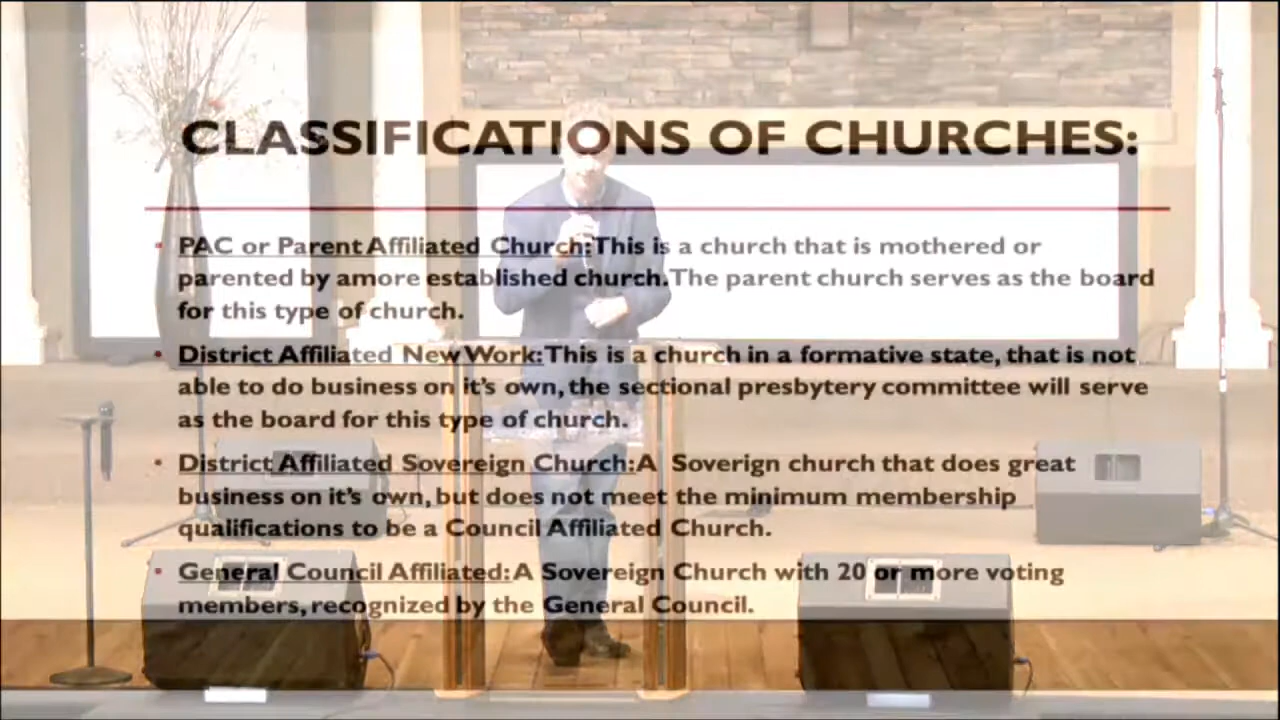 CLASSIFICATIONS OF CHURCHES:
PAC or Parent Affiliated Church: This is a church that is mothered or
parented by amore established church. The parent church serves as the board
for this type of church.
District Affiliated New Work: This is a church in a formative state, that is not
able to do business on it's own, the sectional presbytery committee will serve
as the board for this type of church.
District Affiliated Sovereign Church: A Soverign church that does great
business on it's own, but does not meet the minimum membership
qualifications to be a Council Affiliated Church.
General Council Affiliated: A Sovereign Church with 20 or more voting
members, recognized by the General Council.